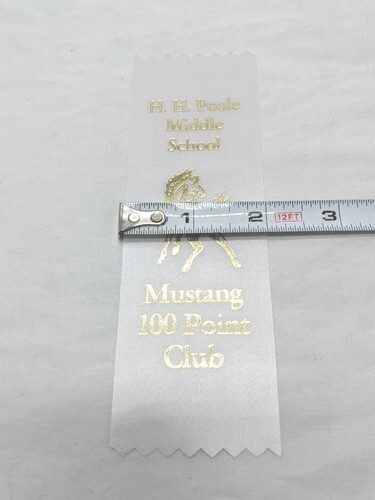 H. H. Poole
Middle
School
1 2 12FT 3
Mustang
100 Point
Club